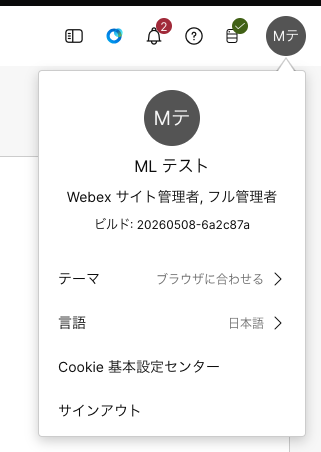 2
Mテ
Mテ
ML テスト
Webex サイト管理者, フル管理者
ビルド: 20260508-6a2c87a
テーマ ブラウザに合わせる
言語 日本語
Cookie 基本設定センター
サインアウト